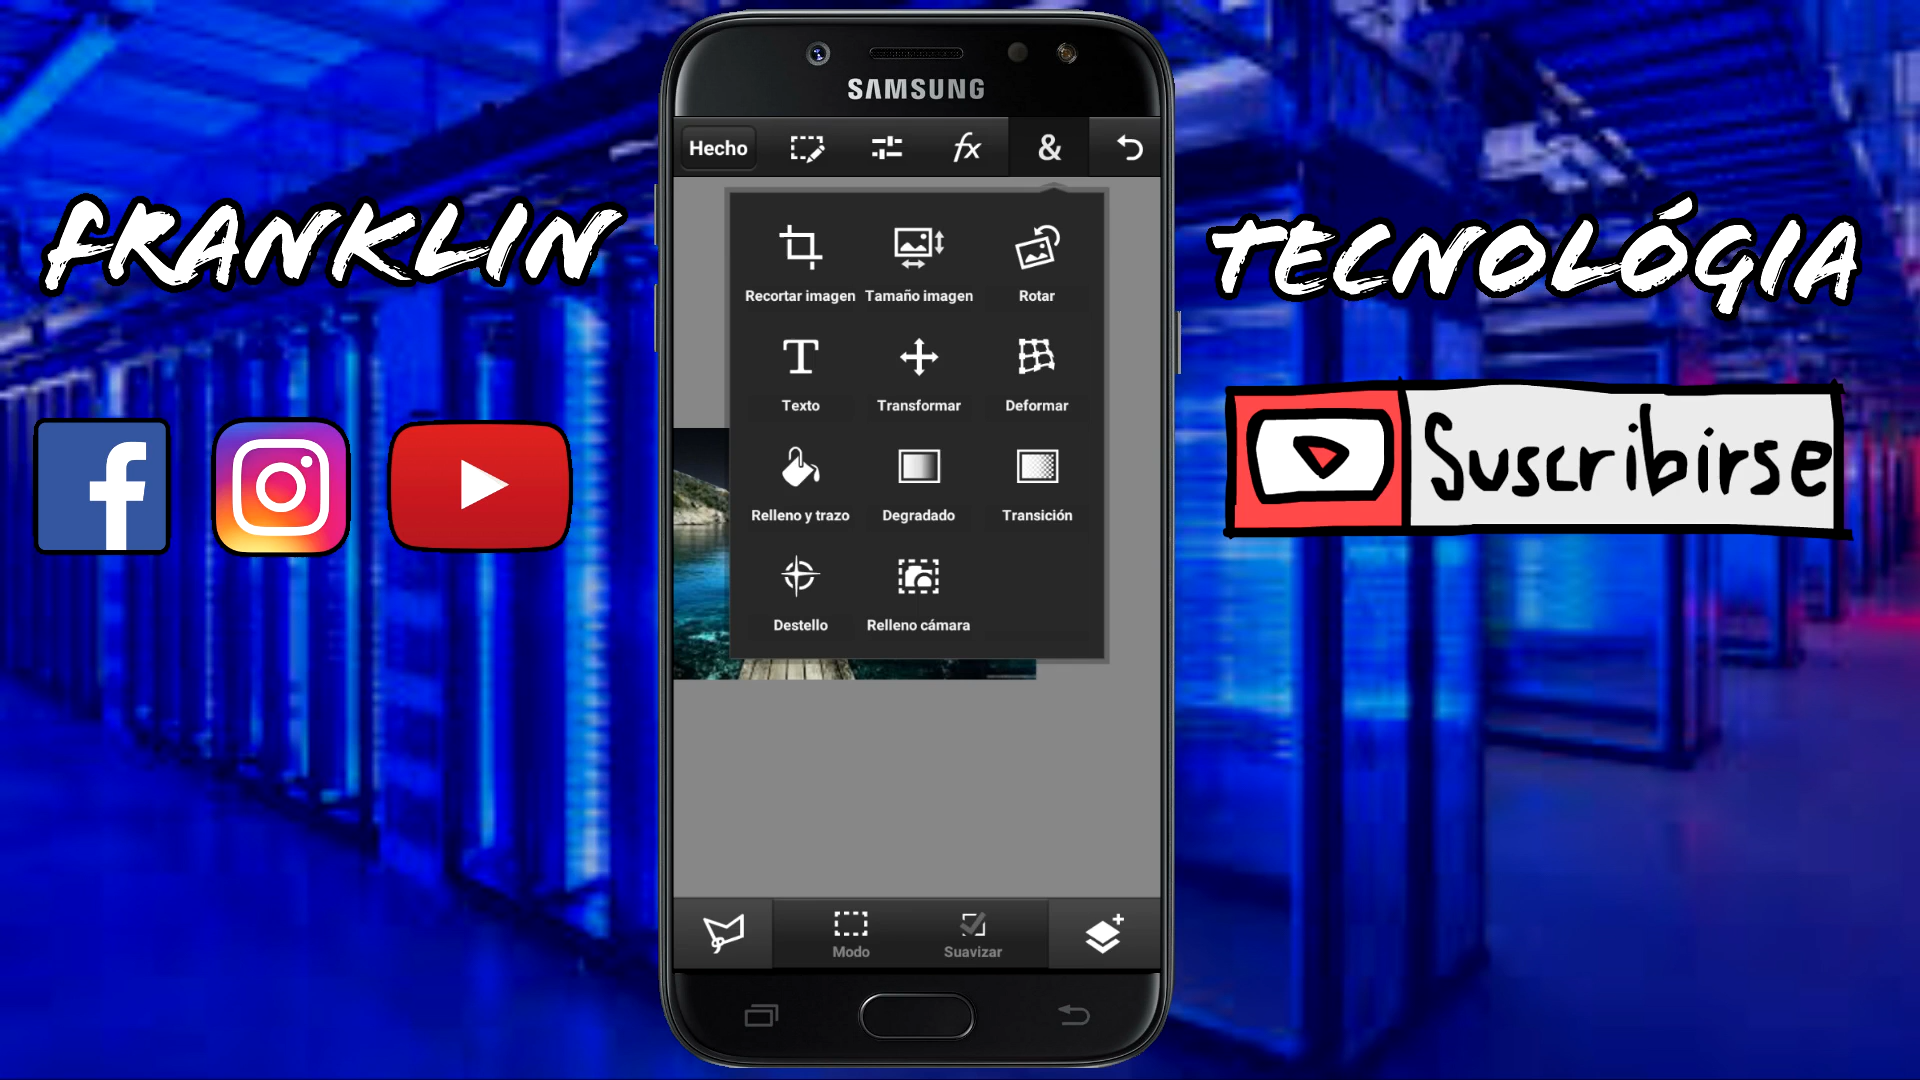 SAMSUNG
Hecho
fx
&
FRANKLIN
TECNOLÓGIA
Recortar imagen
Tamaño imagen
Rotar
T
Texto
Transformar
Deformar
Suscribirse
Relleno y trazo
Degradado
Transición
Destello
Relleno cámara
Modo
Suavizar